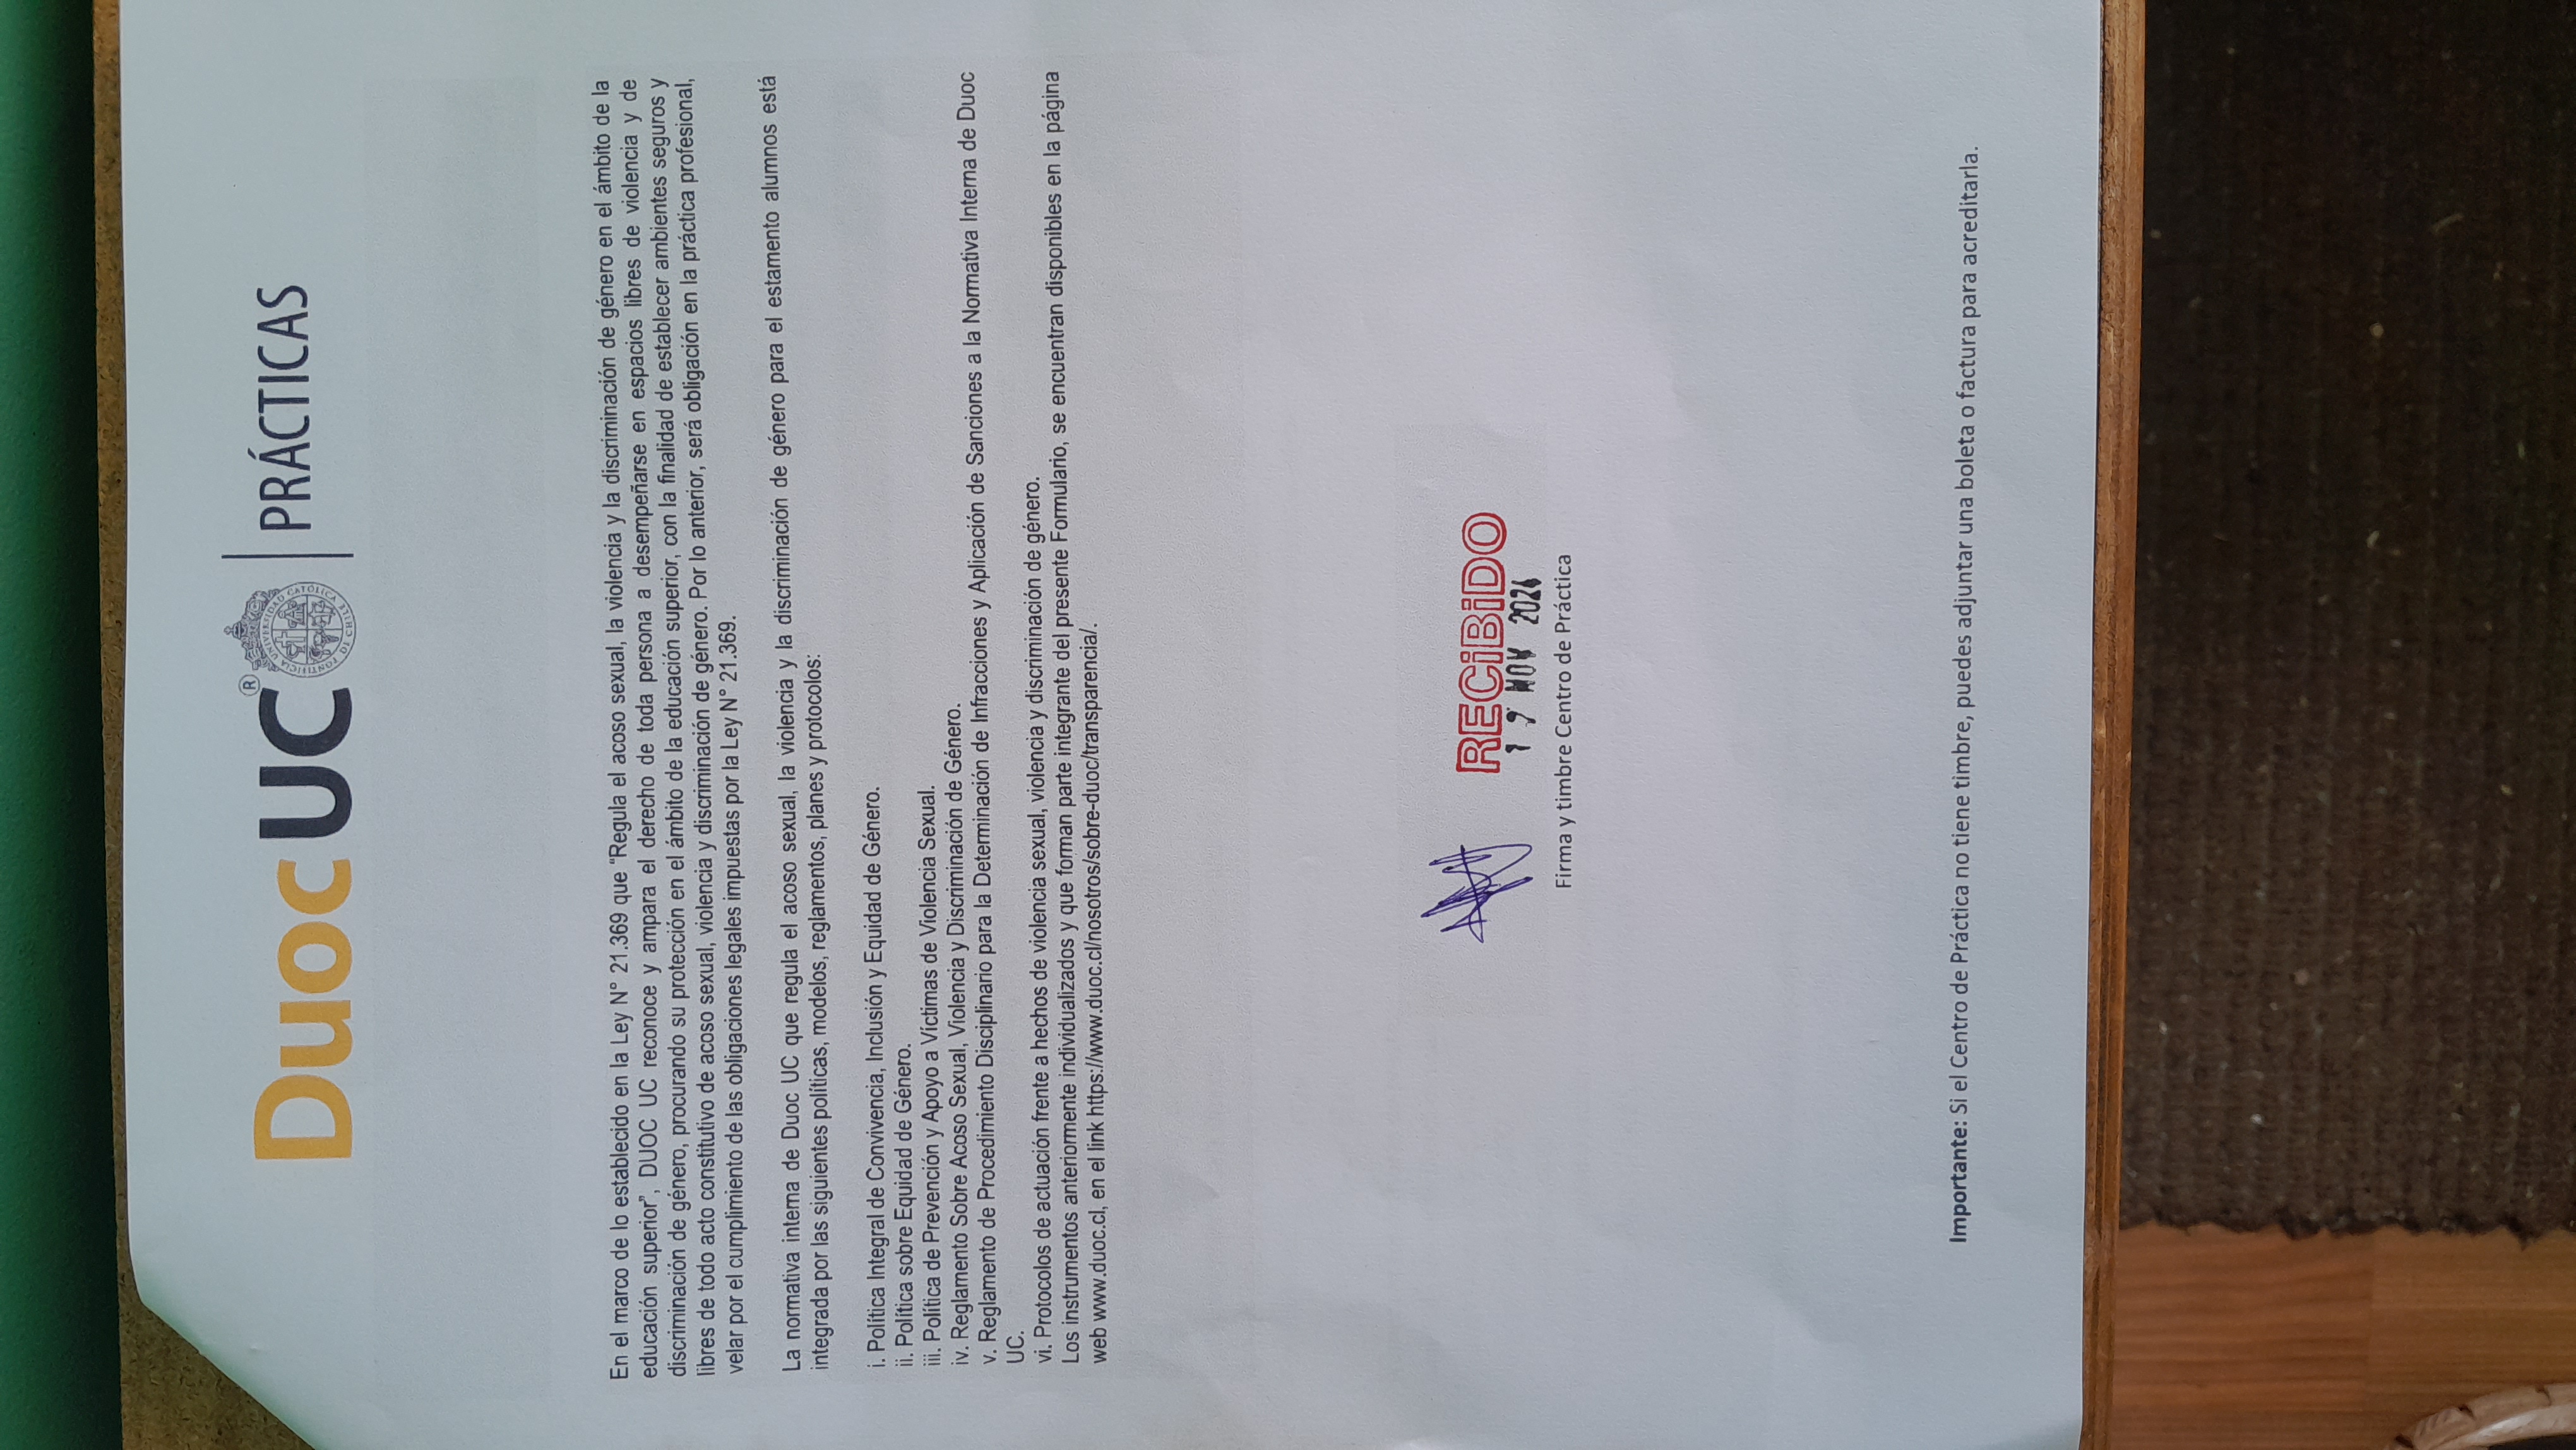 Duoc UC® PRÁCTICAS
PONTIFICIA UNIVERSIDAD CATÓLICA DE CHILE
En el marco de lo establecido en la Ley N° 21.369 que “Regula el acoso sexual, la violencia y la discriminación de género en el ámbito de la
educación superior”, DUOC UC reconoce y ampara el derecho de toda persona a desempeñarse en espacios libres de violencia y de
discriminación de género, procurando su protección en el ámbito de la educación superior, con la finalidad de establecer ambientes seguros y
libres de todo acto constitutivo de acoso sexual, violencia y discriminación de género. Por lo anterior, será obligación en la práctica profesional,
velar por el cumplimiento de las obligaciones legales impuestas por la Ley N° 21.369.
La normativa interna de Duoc UC que regula el acoso sexual, la violencia y la discriminación de género para el estamento alumnos está
integrada por las siguientes políticas, modelos, reglamentos, planes y protocolos:
i. Política Integral de Convivencia, Inclusión y Equidad de Género.
ii. Política sobre Equidad de Género.
iii. Política de Prevención y Apoyo a Víctimas de Violencia Sexual.
iv. Reglamento Sobre Acoso Sexual, Violencia y Discriminación de Género.
v. Reglamento de Procedimiento Disciplinario para la Determinación de Infracciones y Aplicación de Sanciones a la Normativa Interna de Duoc
UC.
vi. Protocolos de actuación frente a hechos de violencia sexual, violencia y discriminación de género.
Los instrumentos anteriormente individualizados y que forman parte integrante del presente Formulario, se encuentran disponibles en la página
web www.duoc.cl, en el link https://www.duoc.cl/nosotros/sobre-duoc/transparencia/.
RECiBiDO
NOV 2024
Firma y timbre Centro de Práctica
Importante: Si el Centro de Práctica no tiene timbre, puedes adjuntar una boleta o factura para acreditarla.